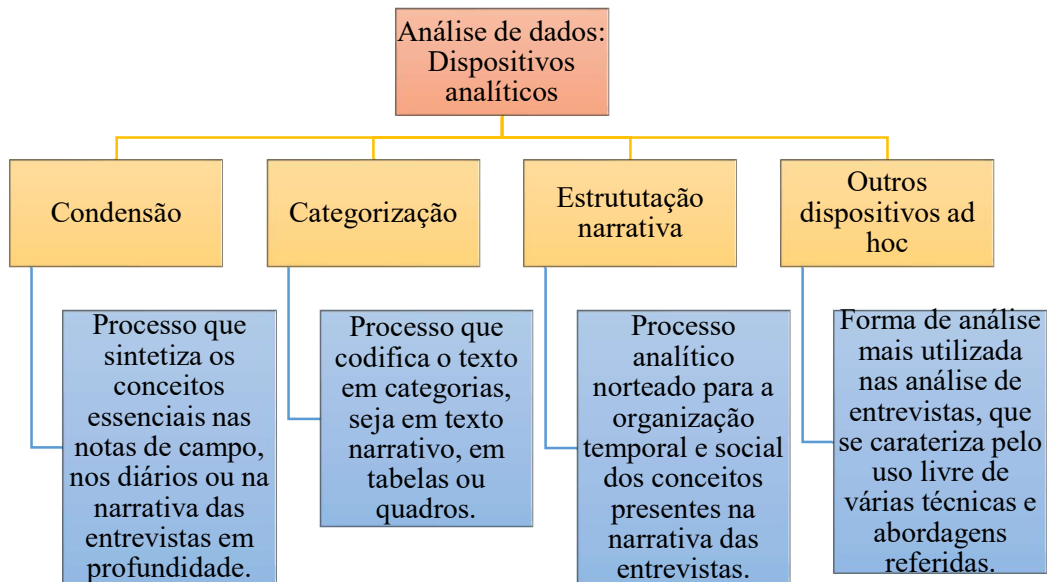 Análise de dados:
Dispositivos
analíticos
Condensão
Categorização
Estrututação
narrativa
Outros
dispositivos ad
hoc
Processo que
sintetiza os
conceitos
essenciais nas
notas de campo,
nos diários ou na
narrativa das
entrevistas em
profundidade.
Processo que
codifica o texto
em categorias,
seja em texto
narrativo, em
tabelas ou
quadros.
Processo
analítico
norteado para a
organização
temporal e social
dos conceitos
presentes na
narrativa das
entrevistas.
Forma de análise
mais utilizada
nas análise de
entrevistas, que
se carateriza pelo
uso livre de
várias técnicas e
abordagens
referidas.